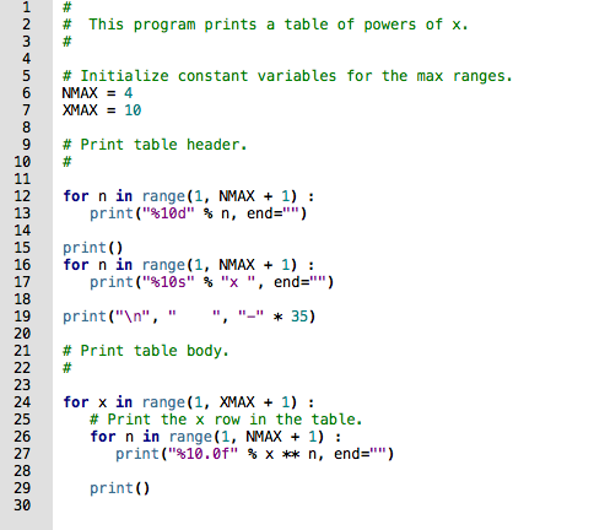 1 #
2 #  This program prints a table of powers of x.
3 #
4
5 # Initialize constant variables for the max ranges.
6 NMAX = 4
7 XMAX = 10
8
9 # Print table header.
10 #
11
12 for n in range(1, NMAX + 1) :
13    print("%10d" % n, end="")
14
15 print()
16 for n in range(1, NMAX + 1) :
17    print("%10s" % "x ", end="")
18
19 print("\n", "    ", "-" * 35)
20
21 # Print table body.
22 #
23
24 for x in range(1, XMAX + 1) :
25    # Print the x row in the table.
26    for n in range(1, NMAX + 1) :
27       print("%10.0f" % x ** n, end="")
28
29    print()
30